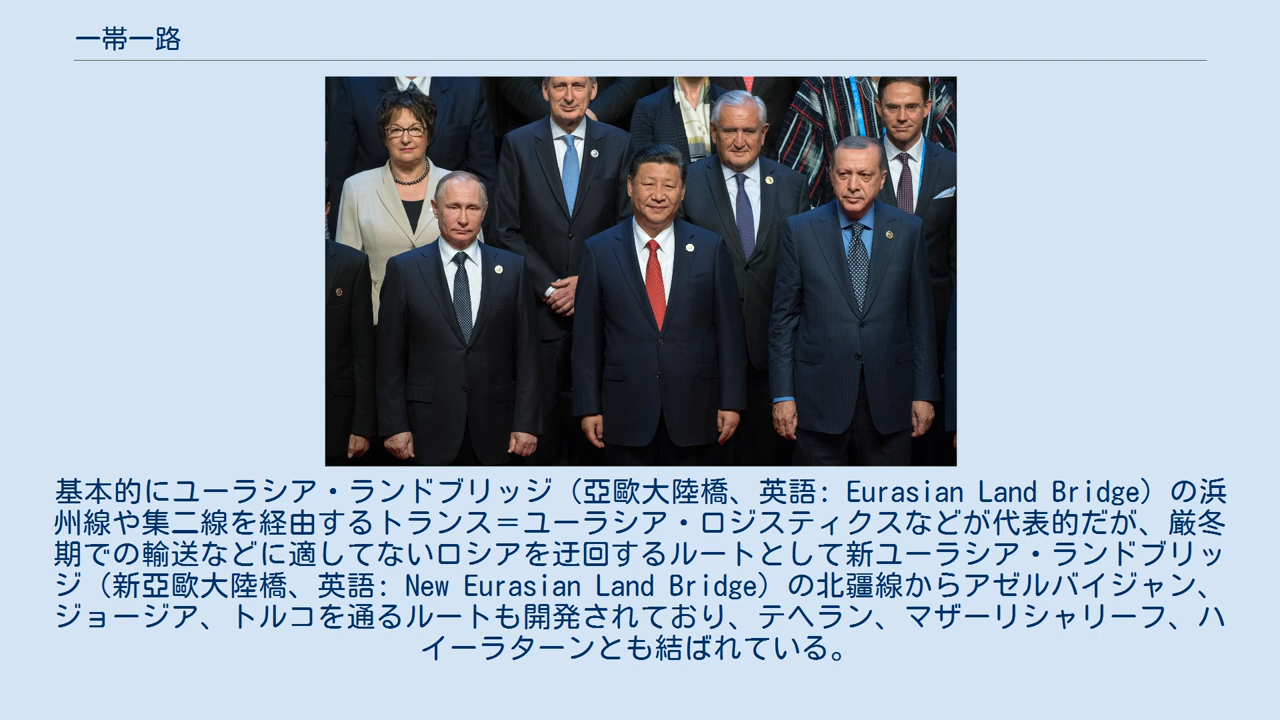 一帯一路
基本的にユーラシア・ランドブリッジ（亞歐大陸橋、英語: Eurasian Land Bridge）の浜
州線や集二線を経由するトランス＝ユーラシア・ロジスティクスなどが代表的だが、厳冬
期での輸送などに適してないロシアを迂回するルートとして新ユーラシア・ランドブリッ
ジ（新亞歐大陸橋、英語: New Eurasian Land Bridge）の北疆線からアゼルバイジャン、
ジョージア、トルコを通るルートも開発されており、テヘラン、マザーリシャリーフ、ハ
イーラターンとも結ばれている。